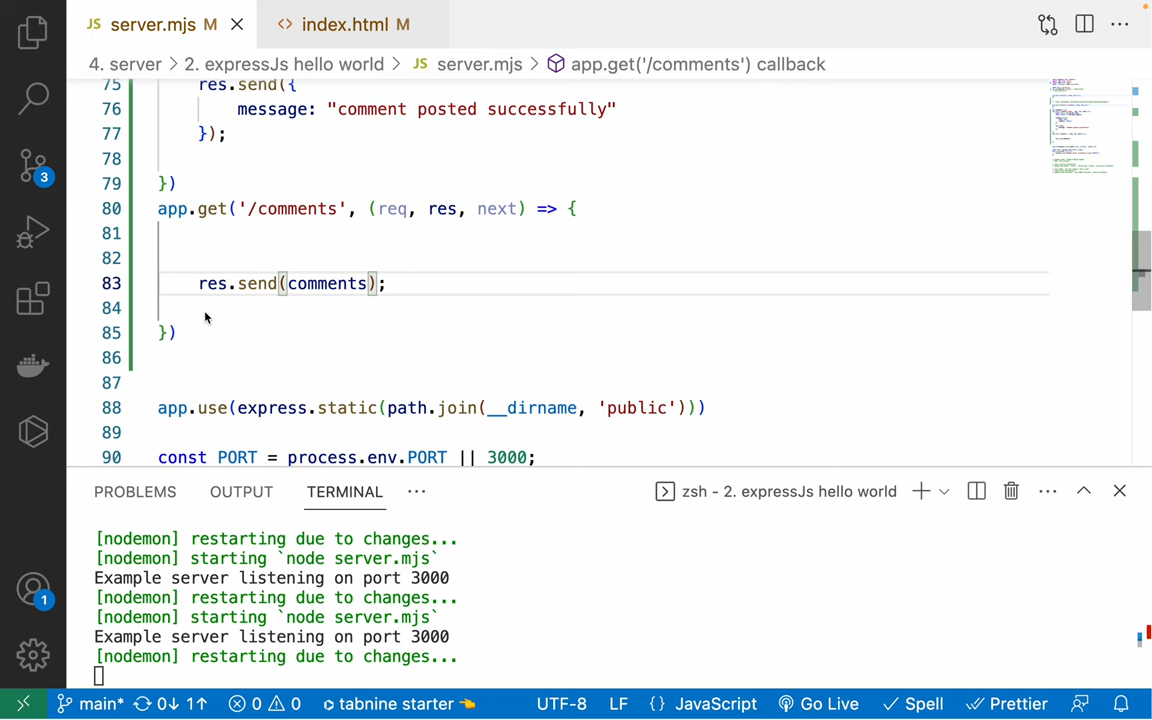 JS server.mjs M
<> index.html M
4. server > 2. expressJs hello world > JS server.mjs > app.get('/comments') callback
75 res.send({
76 message: "comment posted successfully"
77 });
78
79 })
80 app.get('/comments', (req, res, next) => {
81
82
83 res.send(comments);
84
85 })
86
87
88 app.use(express.static(path.join(__dirname, 'public')))
89
90 const PORT = process.env.PORT || 3000;
3
1
PROBLEMS OUTPUT TERMINAL ··· zsh - 2. expressJs hello world
[nodemon] restarting due to changes...
[nodemon] starting `node server.mjs`
Example server listening on port 3000
[nodemon] restarting due to changes...
[nodemon] starting `node server.mjs`
Example server listening on port 3000
[nodemon] restarting due to changes...
main* 0↓ 1↑ 0 0 tabnine starter 👈 UTF-8 LF {} JavaScript Go Live Spell Prettier